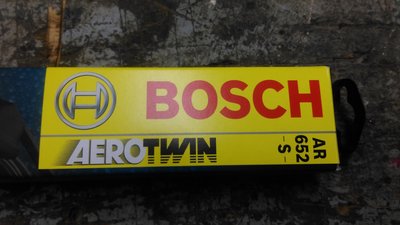 BOSCH
AEROTWIN
AR
652
-S-